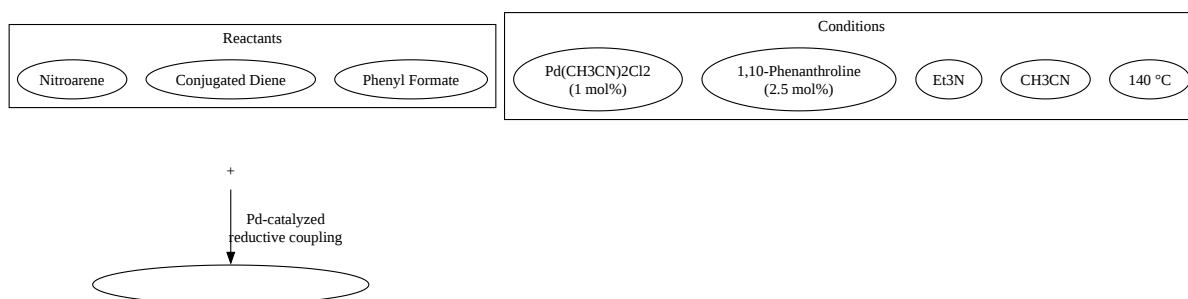 Reactants
Nitroarene
Conjugated Diene
Phenyl Formate
Conditions
Pd(CH3CN)2Cl2
(1 mol%)
1,10-Phenanthroline
(2.5 mol%)
Et3N
CH3CN
140 °C
+
Pd-catalyzed
reductive coupling